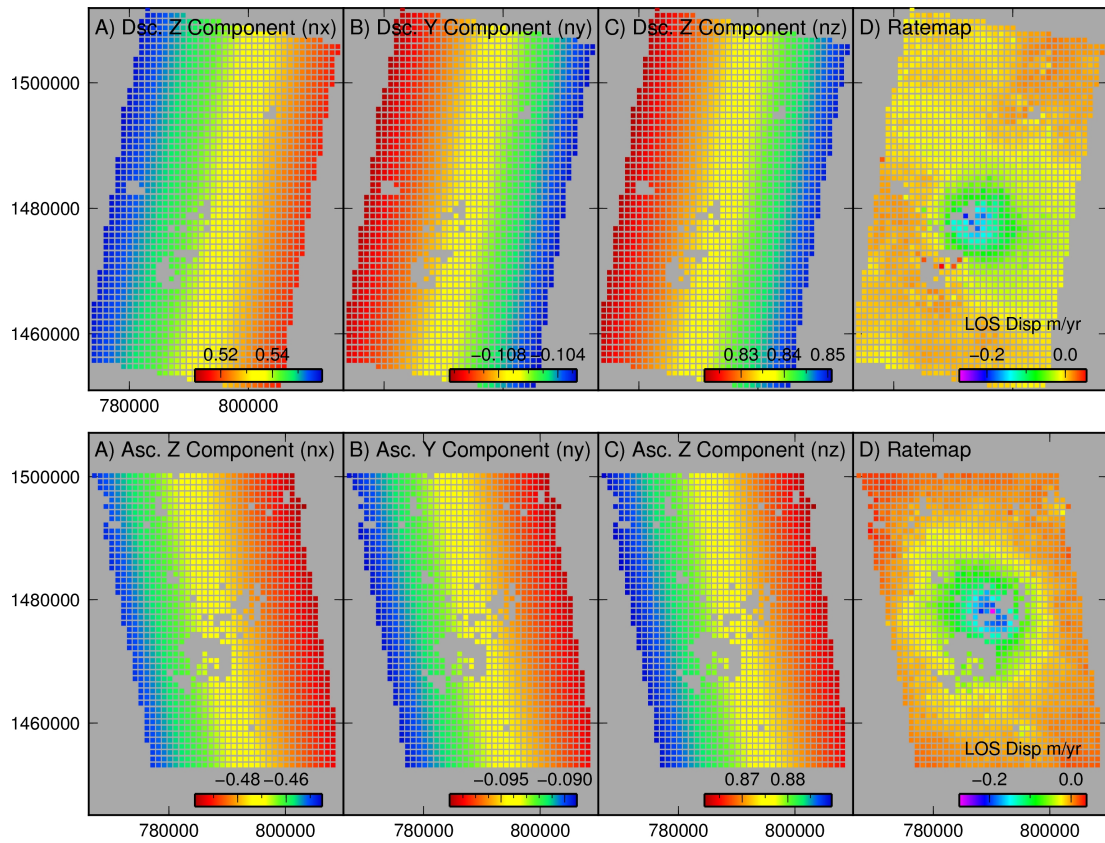 A) Dsc. Z Component (nx)
B) Dsc. Y Component (ny)
C) Dsc. Z Component (nz)
D) Ratemap
1500000
1480000
1460000
0.52 0.54
−0.108 −0.104
0.83 0.84 0.85
LOS Disp m/yr
−0.2 0.0
780000 800000
A) Asc. Z Component (nx)
B) Asc. Y Component (ny)
C) Asc. Z Component (nz)
D) Ratemap
1500000
1480000
1460000
−0.48 −0.46
−0.095 −0.090
0.87 0.88
LOS Disp m/yr
−0.2 0.0
780000 800000 780000 800000 780000 800000 780000 800000